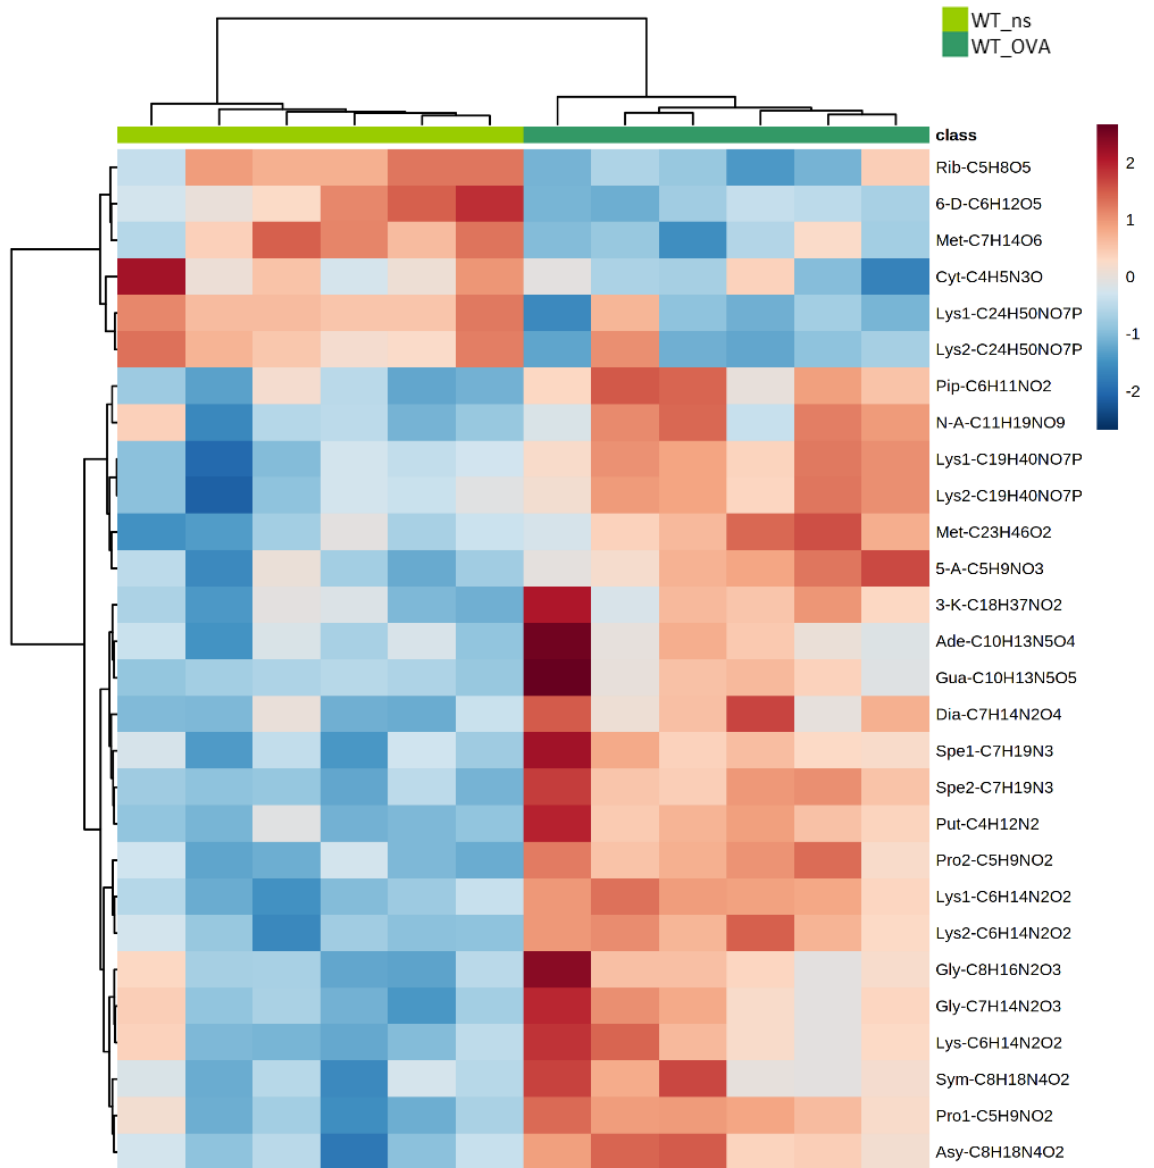 WT_ns
WT_OVA
class
Rib-C5H8O5
6-D-C6H12O5
Met-C7H14O6
Cyt-C4H5N3O
Lys1-C24H50NO7P
Lys2-C24H50NO7P
Pip-C6H11NO2
N-A-C11H19NO9
Lys1-C19H40NO7P
Lys2-C19H40NO7P
Met-C23H46O2
5-A-C5H9NO3
3-K-C18H37NO2
Ade-C10H13N5O4
Gua-C10H13N5O5
Dia-C7H14N2O4
Spe1-C7H19N3
Spe2-C7H19N3
Put-C4H12N2
Pro2-C5H9NO2
Lys1-C6H14N2O2
Lys2-C6H14N2O2
Gly-C8H16N2O3
Gly-C7H14N2O3
Lys-C6H14N2O2
Sym-C8H18N4O2
Pro1-C5H9NO2
Asy-C8H18N4O2
2
1
0
-1
-2